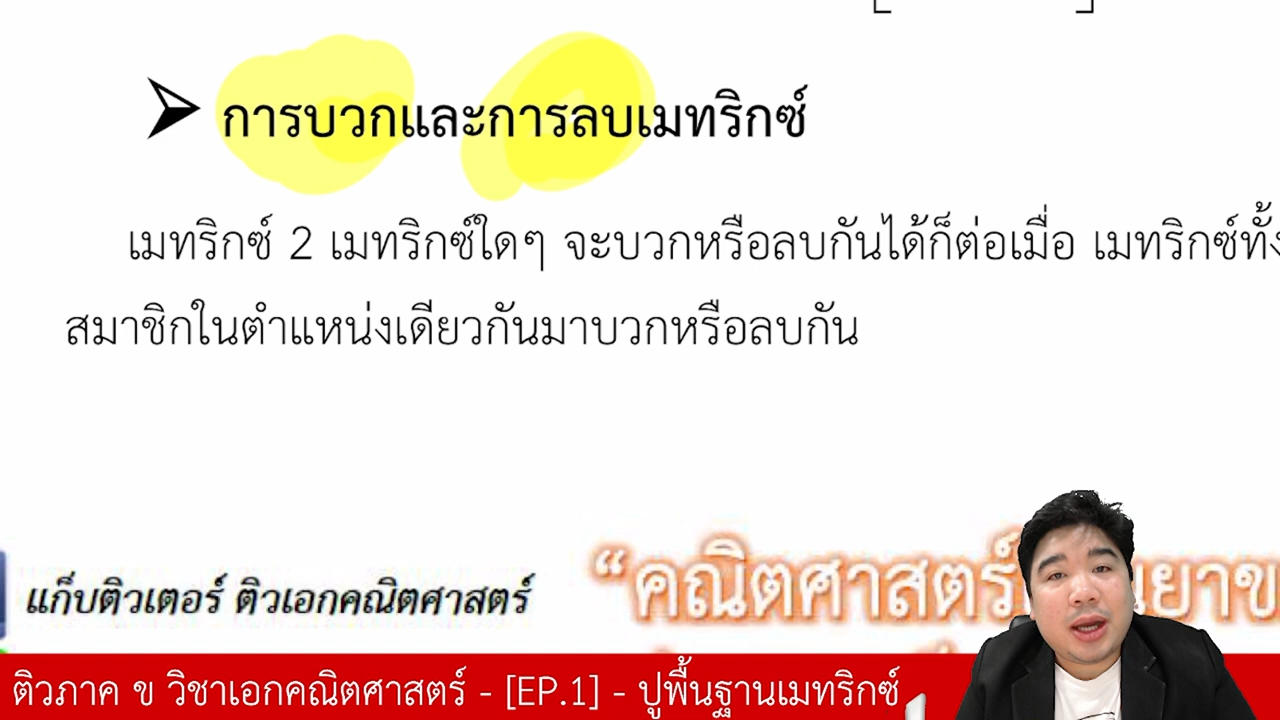 การบวกและการลบเมทริกซ์
เมทริกซ์ 2 เมทริกซ์ใดๆ จะบวกหรือลบกันได้ก็ต่อเมื่อ เมทริกซ์ทั้ง
สมาชิกในตำแหน่งเดียวกันมาบวกหรือลบกัน
แก็บติวเตอร์ ติวเอกคณิตศาสตร์
“คณิตศาสตร์
ติวภาค ข วิชาเอกคณิตศาสตร์ - [EP.1] - ปูพื้นฐานเมทริกซ์